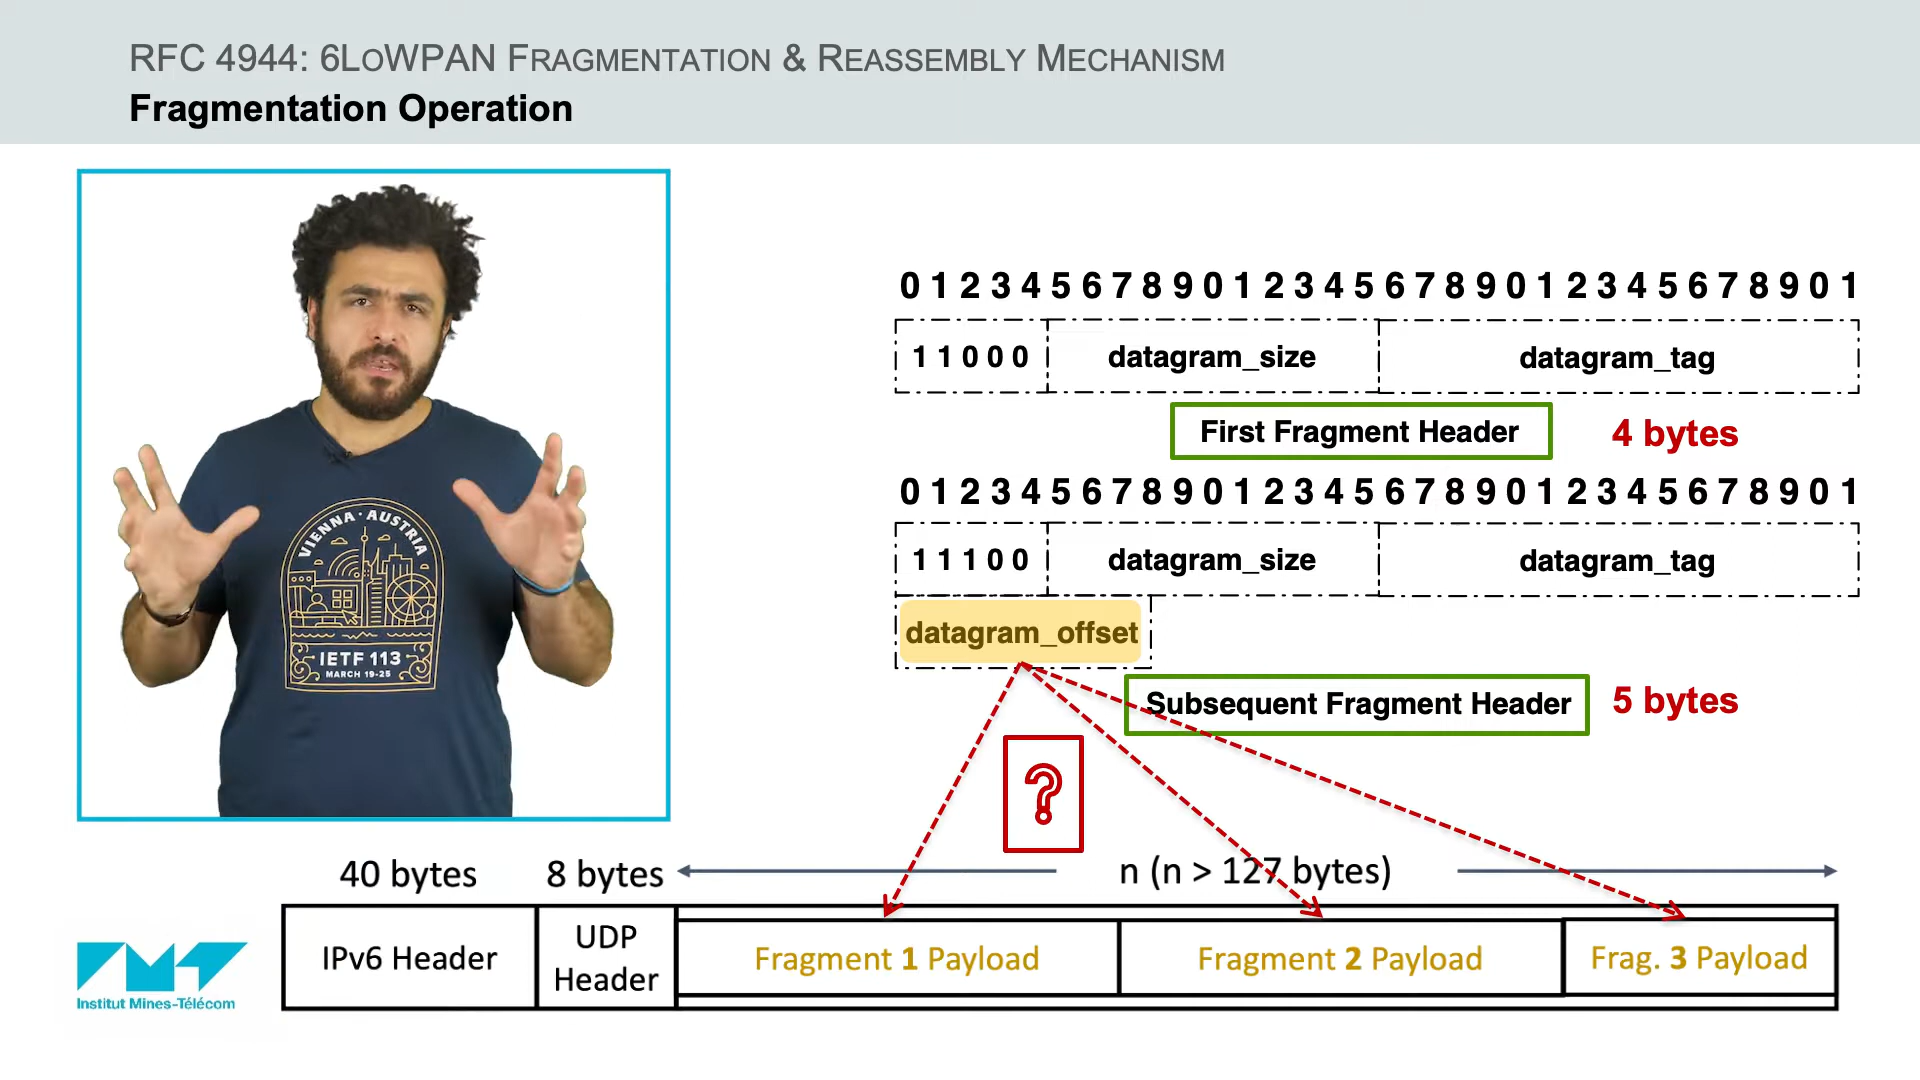 RFC 4944: 6LoWPAN Fragmentation & Reassembly Mechanism
Fragmentation Operation
0 1 2 3 4 5 6 7 8 9 0 1 2 3 4 5 6 7 8 9 0 1 2 3 4 5 6 7 8 9 0 1
1 1 0 0 0 datagram_size datagram_tag
First Fragment Header 4 bytes
0 1 2 3 4 5 6 7 8 9 0 1 2 3 4 5 6 7 8 9 0 1 2 3 4 5 6 7 8 9 0 1
1 1 1 0 0 datagram_size datagram_tag
datagram_offset
Subsequent Fragment Header 5 bytes
?
VIENNA · AUSTRIA
IETF 113
MARCH 19-25
40 bytes 8 bytes n (n > 127 bytes)
IPv6 Header
UDP
Header
Fragment 1 Payload Fragment 2 Payload Frag. 3 Payload
Institut Mines-Télécom